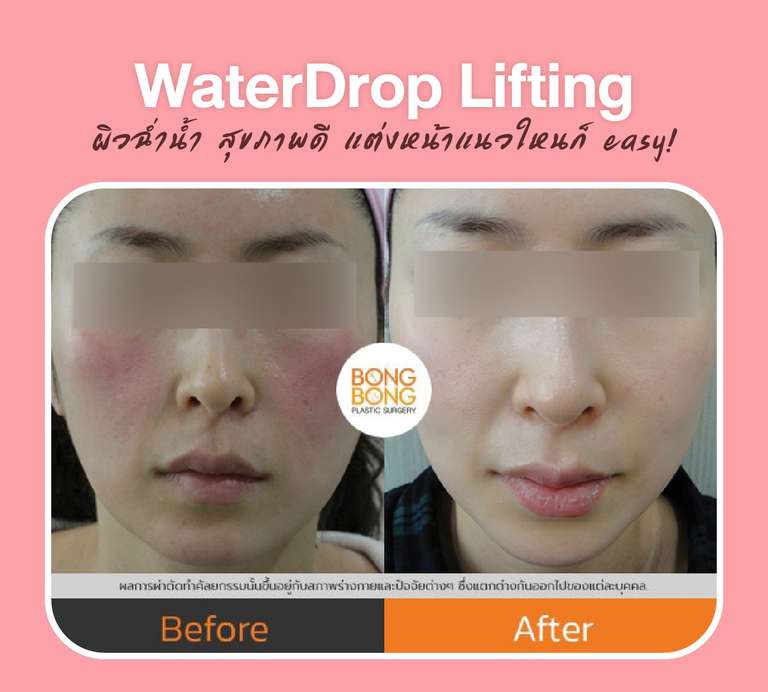 WaterDrop Lifting
ผิวฉ่ำน้ำ สุขภาพดี แต่งหน้าแนวไหนก็ easy!
BONG
BONG
PLASTIC SURGERY
ผลการผ่าตัดทำศัลยกรรมนั้นขึ้นอยู่กับสภาพร่างกายและปัจจัยต่างๆ ซึ่งแตกต่างกันออกไปของแต่ละบุคคล.
Before
After